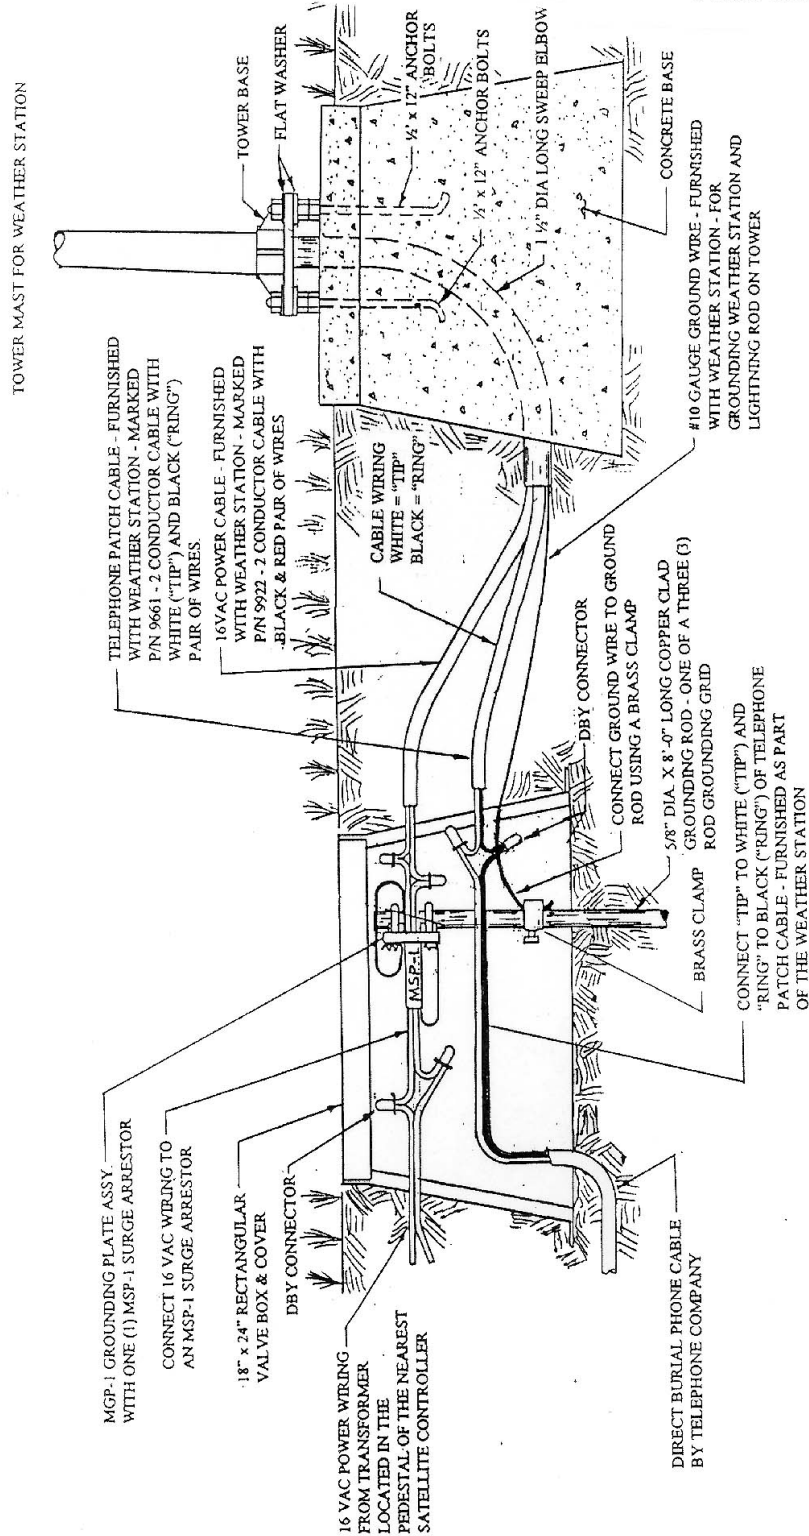 TOWER MAST FOR WEATHER STATION
TOWER BASE
FLAT WASHER
½' x 12" ANCHOR
BOLTS
½' x 12" ANCHOR BOLTS
1 ½" DIA LONG SWEEP ELBOW
CONCRETE BASE
TELEPHONE PATCH CABLE - FURNISHED
WITH WEATHER STATION - MARKED
P/N 9661 - 2 CONDUCTOR CABLE WITH
WHITE ("TIP") AND BLACK ("RING")
PAIR OF WIRES.
16VAC POWER CABLE - FURNISHED
WITH WEATHER STATION - MARKED
P/N 9922 - 2 CONDUCTOR CABLE WITH
BLACK & RED PAIR OF WIRES
CABLE WIRING
WHITE = "TIP"
BLACK = "RING"
#10 GAUGE GROUND WIRE - FURNISHED
WITH WEATHER STATION - FOR
GROUNDING WEATHER STATION AND
LIGHTNING ROD ON TOWER
DBY CONNECTOR
CONNECT GROUND WIRE TO GROUND
ROD USING A BRASS CLAMP
5/8" DIA. X 8'-0" LONG COPPER CLAD
GROUNDING ROD - ONE OF A THREE (3)
ROD GROUNDING GRID
BRASS CLAMP
CONNECT "TIP" TO WHITE ("TIP") AND
"RING" TO BLACK ("RING") OF TELEPHONE
PATCH CABLE - FURNISHED AS PART
OF THE WEATHER STATION
MSP-1
MGP-1 GROUNDING PLATE ASSY.
WITH ONE (1) MSP-1 SURGE ARRESTOR
CONNECT 16 VAC WIRING TO
AN MSP-1 SURGE ARRESTOR
18" x 24" RECTANGULAR
VALVE BOX & COVER
DBY CONNECTOR
16 VAC POWER WIRING
FROM TRANSFORMER
LOCATED IN THE
PEDESTAL OF THE NEAREST
SATELLITE CONTROLLER
DIRECT BURIAL PHONE CABLE
BY TELEPHONE COMPANY